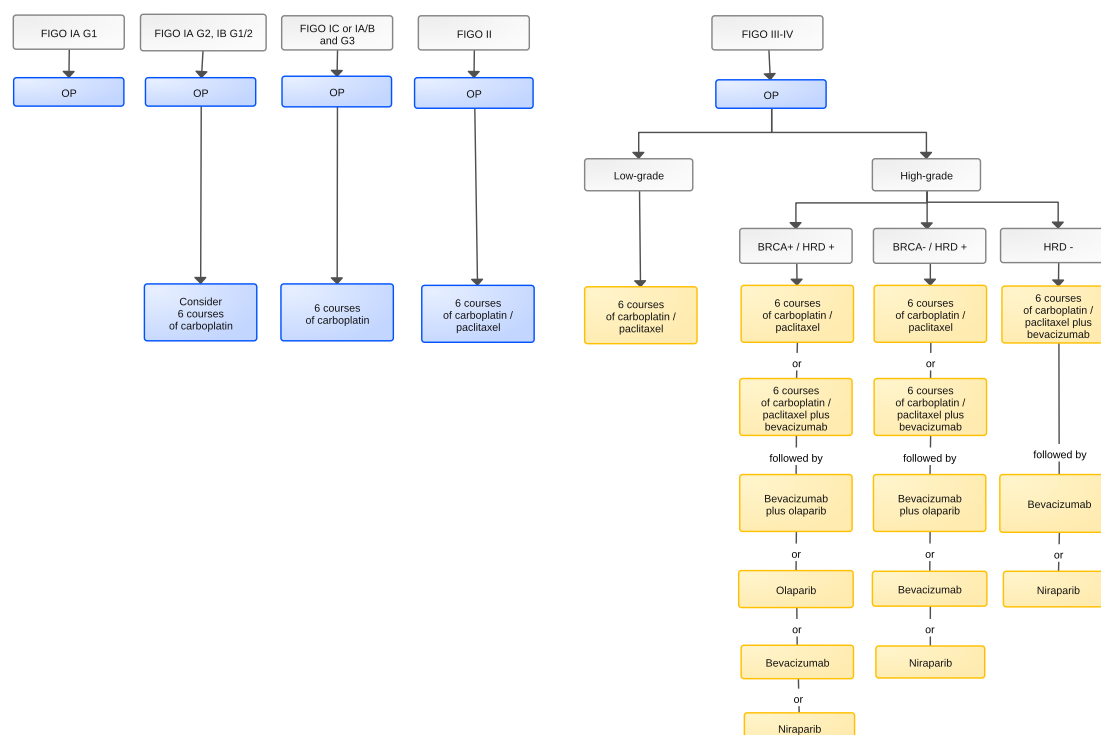 FIGO IA G1
FIGO IA G2, IB G1/2
FIGO IC or IA/B
and G3
FIGO II
FIGO III-IV
OP
OP
OP
OP
OP
Low-grade
High-grade
BRCA+ / HRD +
BRCA- / HRD +
HRD -
Consider
6 courses
of carboplatin
6 courses
of carboplatin
6 courses
of carboplatin /
paclitaxel
6 courses
of carboplatin /
paclitaxel
6 courses
of carboplatin /
paclitaxel
6 courses
of carboplatin /
paclitaxel
6 courses
of carboplatin /
paclitaxel plus
bevacizumab
or
or
6 courses
of carboplatin /
paclitaxel plus
bevacizumab
6 courses
of carboplatin /
paclitaxel plus
bevacizumab
followed by
followed by
followed by
Bevacizumab
plus olaparib
Bevacizumab
plus olaparib
Bevacizumab
or
or
or
Olaparib
Bevacizumab
Niraparib
or
or
Bevacizumab
Niraparib
or
Niraparib